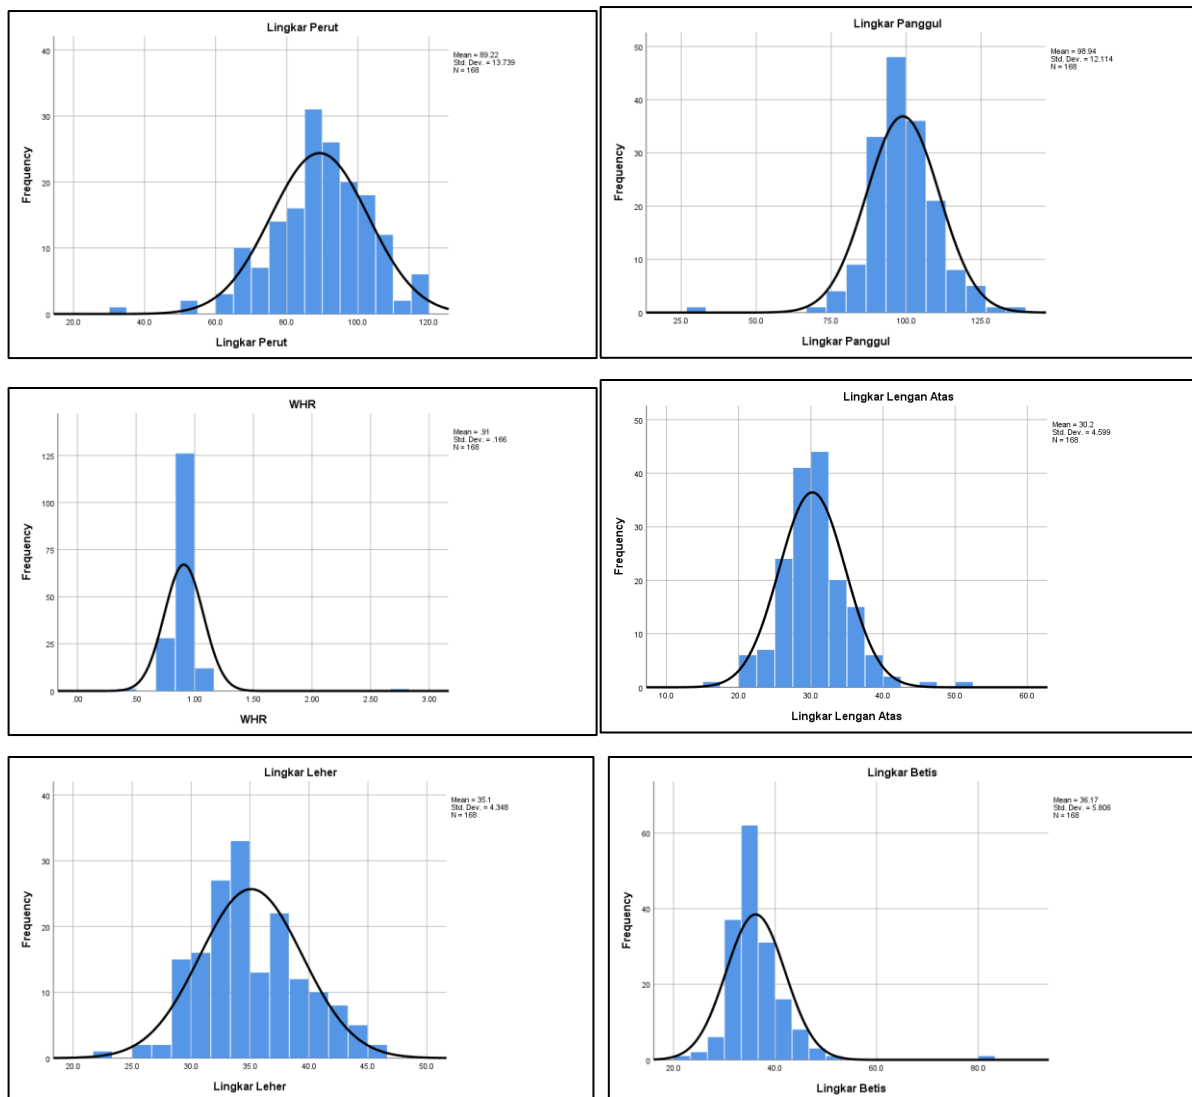 Lingkar Perut
Mean = 89.22
Std. Dev. = 13.739
N = 168
40
30
20
10
0
Frequency
20.0 40.0 60.0 80.0 100.0 120.0
Lingkar Perut
Lingkar Panggul
Mean = 98.94
Std. Dev. = 12.114
N = 168
50
40
30
20
10
0
Frequency
25.0 50.0 75.0 100.0 125.0
Lingkar Panggul
WHR
Mean = .91
Std. Dev. = .166
N = 168
125
100
75
50
25
0
Frequency
.00 .50 1.00 1.50 2.00 2.50 3.00
WHR
Lingkar Lengan Atas
Mean = 30.2
Std. Dev. = 4.599
N = 168
50
40
30
20
10
0
Frequency
10.0 20.0 30.0 40.0 50.0 60.0
Lingkar Lengan Atas
Lingkar Leher
Mean = 35.1
Std. Dev. = 4.348
N = 168
40
30
20
10
0
Frequency
20.0 25.0 30.0 35.0 40.0 45.0 50.0
Lingkar Leher
Lingkar Betis
Mean = 36.17
Std. Dev. = 5.806
N = 168
60
40
20
0
Frequency
20.0 40.0 60.0 80.0
Lingkar Betis